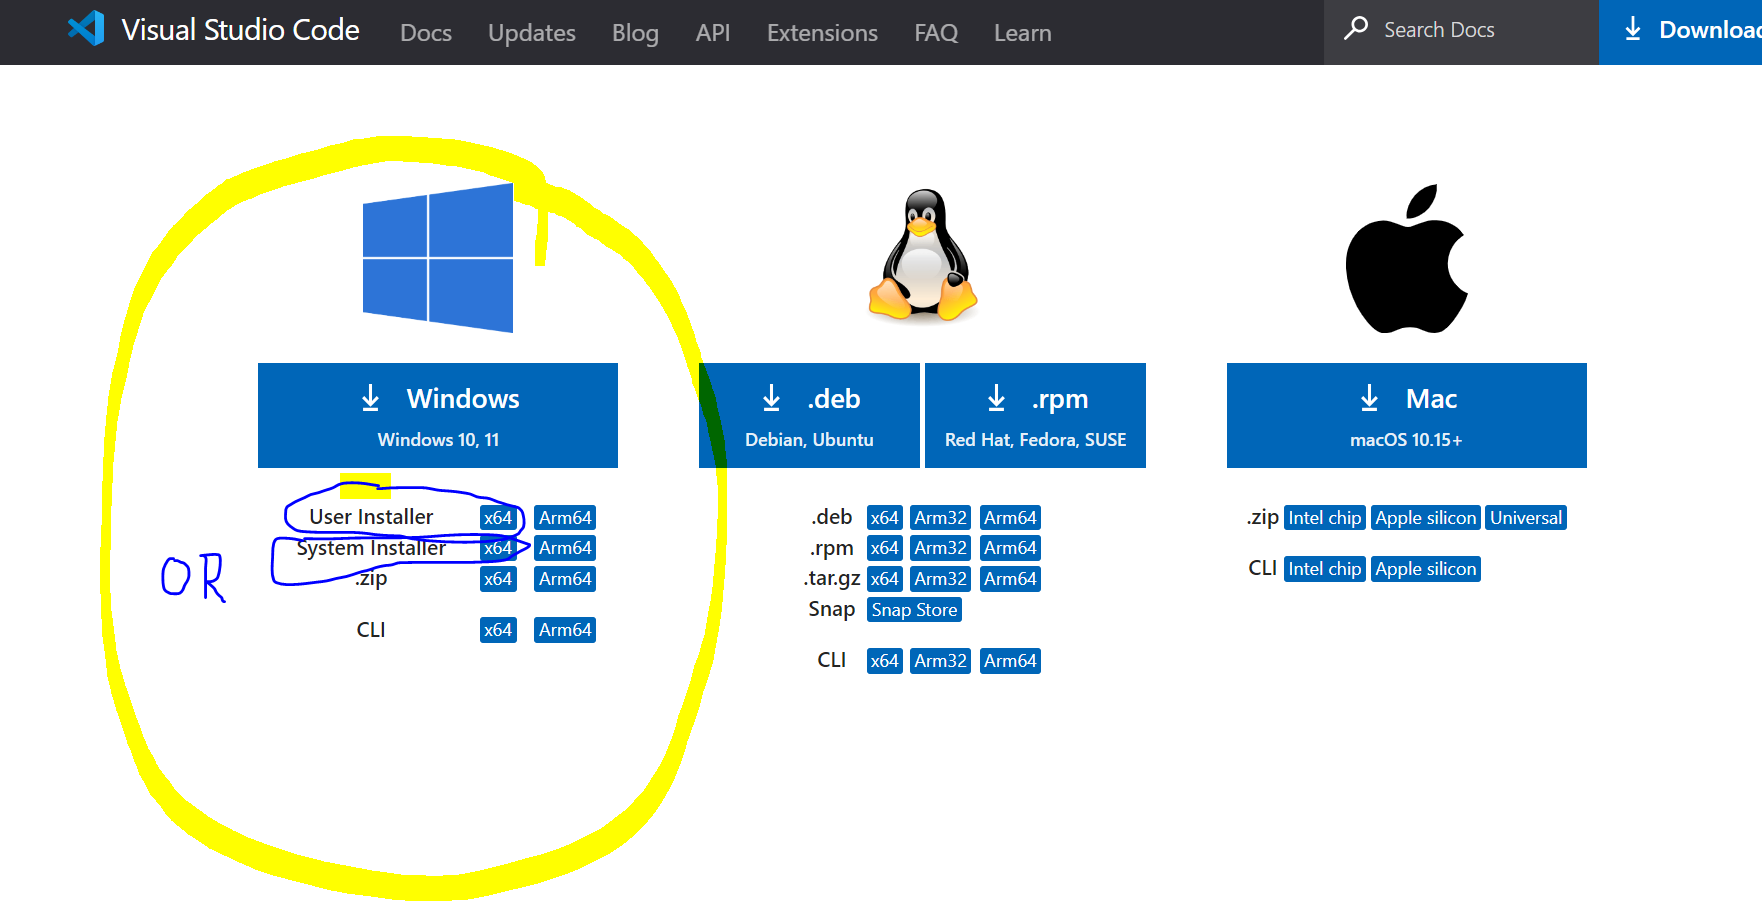 Visual Studio Code Docs Updates Blog API Extensions FAQ Learn Search Docs Download
Windows
Windows 10, 11
User Installer x64 Arm64
System Installer x64 Arm64
.zip x64 Arm64
CLI x64 Arm64
OR
.deb
Debian, Ubuntu
.rpm
Red Hat, Fedora, SUSE
.deb x64 Arm32 Arm64
.rpm x64 Arm32 Arm64
.tar.gz x64 Arm32 Arm64
Snap Snap Store
CLI x64 Arm32 Arm64
Mac
macOS 10.15+
.zip Intel chip Apple silicon Universal
CLI Intel chip Apple silicon